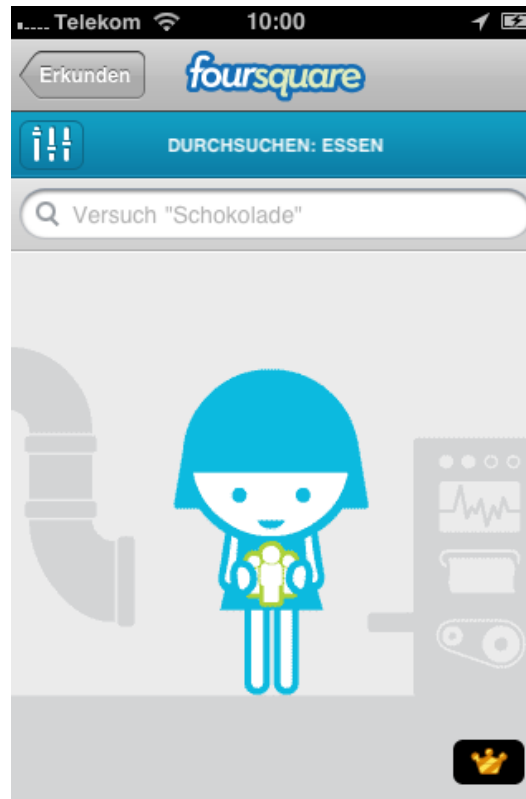 Telekom 10:00
Erkunden foursquare
DURCHSUCHEN: ESSEN
Versuch "Schokolade"